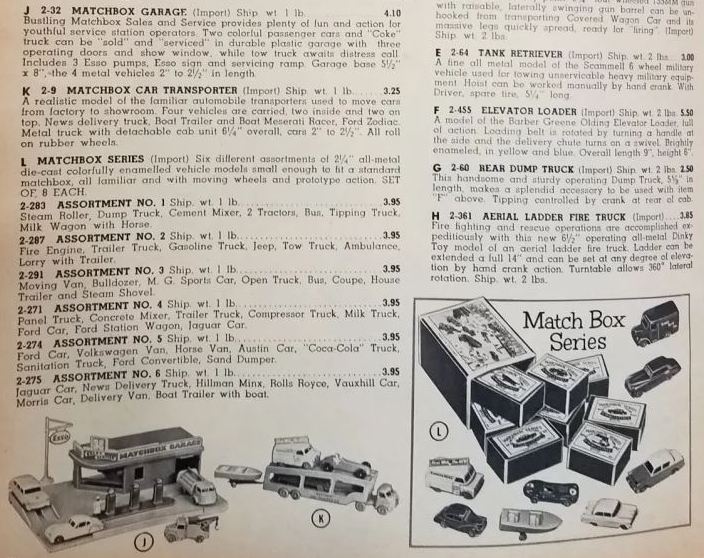 J 2-32 MATCHBOX GARAGE (Import) Ship wt 1 lb. 4.10
Bustling Matchbox Sales and Service provides plenty of fun and action for
youthful service station operators. Two colorful passenger cars and "Coke"
truck can be "sold" and "serviced" in durable plastic garage with three
operating doors and show window, while tow truck awaits distress call
Includes 3 Esso pumps, Esso sign and servicing ramp. Garage base 5½"
x 8", the 4 metal vehicles 2" to 2½" in length.
K 2-9 MATCHBOX CAR TRANSPORTER (Import) Ship. wt. 1 lb.......3.25
A realistic model of the familiar automobile transporters used to move cars
from factory to showroom. Four vehicles are carried, two inside and two on
top. News delivery truck, Boat Trailer and Boat Meserati Racer, Ford Zodiac.
Metal truck with detachable cab unit 6¼" overall, cars 2" to 2½". All roll
on rubber wheels.
L MATCHBOX SERIES (Import) Six different assortments of 2¼" all-metal
die-cast colorfully enamelled vehicle models small enough to fit a standard
matchbox, all familiar and with moving wheels and prototype action. SET
OF, 8 EACH.
2-283 ASSORTMENT NO. 1 Ship. wt. 1 lb.......3.95
Steam Roller, Dump Truck, Cement Mixer, 2 Tractors, Bus, Tipping Truck,
Milk Wagon with Horse.
2-287 ASSORTMENT NO. 2 Ship. wt. 1 lb.......3.95
Fire Engine, Trailer Truck, Gasoline Truck, Jeep, Tow Truck, Ambulance,
Lorry with Trailer.
2-291 ASSORTMENT NO. 3 Ship. wt. 1 lb.......3.95
Moving Van, Bulldozer, M. G. Sports Car, Open Truck, Bus, Coupe, House
Trailer and Steam Shovel.
2-271 ASSORTMENT NO. 4 Ship. wt. 1 lb.......3.95
Panel Truck, Concrete Mixer, Trailer Truck, Compressor Truck, Milk Truck,
Ford Car, Ford Station Wagon, Jaguar Car.
2-274 ASSORTMENT NO. 5 Ship. wt. 1 lb.......3.95
Ford Car, Volkswagen Van, Horse Van, Austin Car, "Coca-Cola" Truck,
Sanitation Truck, Ford Convertible, Sand Dumper.
2-275 ASSORTMENT NO. 6 Ship. wt. 1 lb.......3.95
Jaguar Car, News Delivery Truck, Hillman Minx, Rolls Royce, Vauxhill Car,
Morris Car, Delivery Van, Boat Trailer with boat.
Esso
MATCHBOX GARAGE
J
K
with raisable, laterally swinging gun barrel can be un-
hooked from transporting Covered Wagon and its
massive legs quickly spread, ready for "firing". (Import)
Ship. wt. 2 lbs.
E 2-64 TANK RETRIEVER (Import) Ship. wt. 2 lbs. 3.00
A fine all metal model of the Scammell 6 wheel military
vehicle used for towing unserviceable heavy military equip-
ment Hoist can be worked manually by hand crank. With
Driver, spare tire, 5¼" long.
F 2-455 ELEVATOR LOADER (Import) Ship. wt. 2 lbs 5.50
A model of the Barber Greene Olding Elevator Loader, full
of action. Loading belt is rotated by turning a handle at
the side and the delivery chute turns on a swivel. Brightly
enameled, in yellow and blue. Overall length 9", height 6".
G 2-60 REAR DUMP TRUCK (Import) Ship. wt. 2 lbs 2.50
This handsome and sturdy operating Dump Truck, 5⅝" in
length, makes a splendid accessory to be used with item
"F" above. Tipping controlled by crank at rear of cab.
H 2-361 AERIAL LADDER FIRE TRUCK (Import)....3.85
Fire fighting and rescue operations are accomplished ex-
peditiously with this new 6½" operating all-metal Dinky
Toy model of an aerial ladder fire truck. Ladder can be
extended a full 14" and can be set at any degree of eleva-
tion by hand crank action. Turntable allows 360° lateral
rotation. Ship. wt. 2 lbs.
Match Box
Series
L